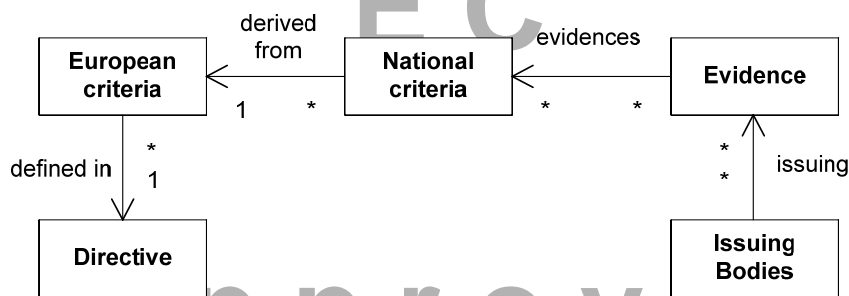 E C
derived
from
evidences
European
criteria
National
criteria
Evidence
1
*
*
*
defined in
*
1
*
*
issuing
Directive
Issuing
Bodies